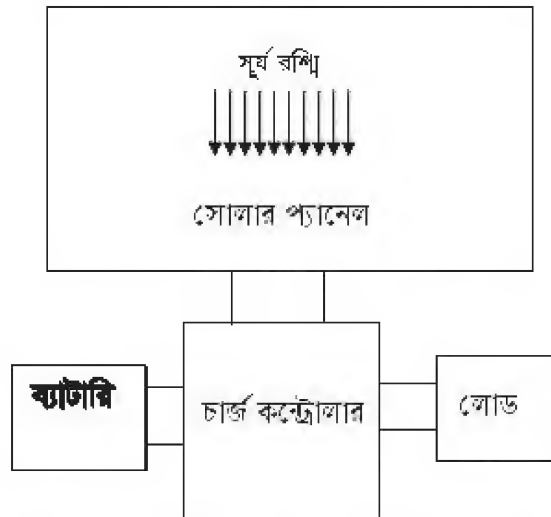 সূর্য রশ্মি
সোলার প্যানেল
ব্যাটারি
চার্জ কন্ট্রোলার
লোড